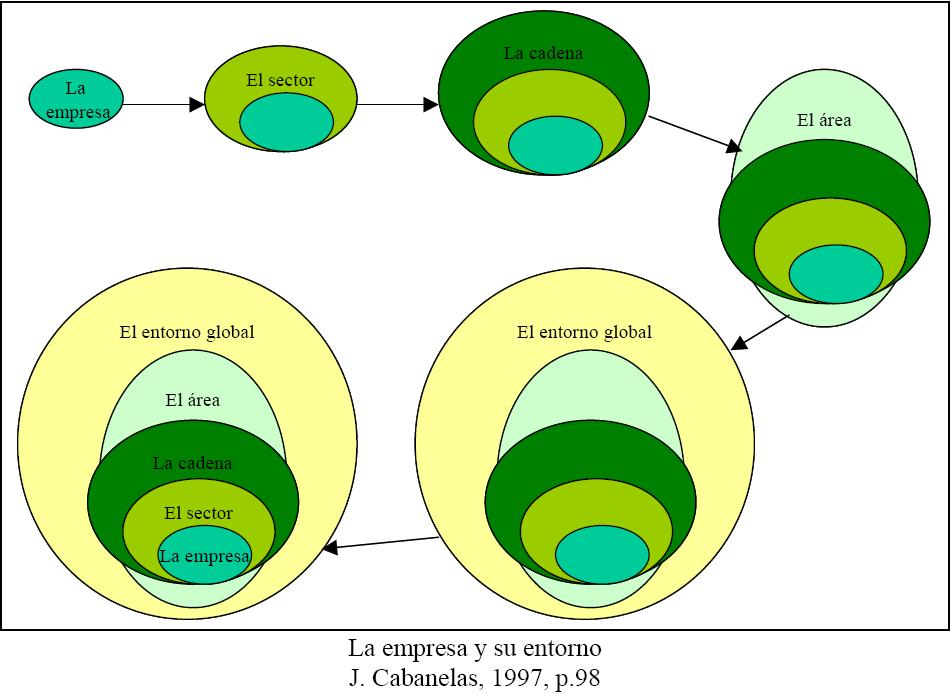 La
empresa
El sector
La cadena
El área
El entorno global
El entorno global
El área
La cadena
El sector
La empresa
La empresa y su entorno
J. Cabanelas, 1997, p.98